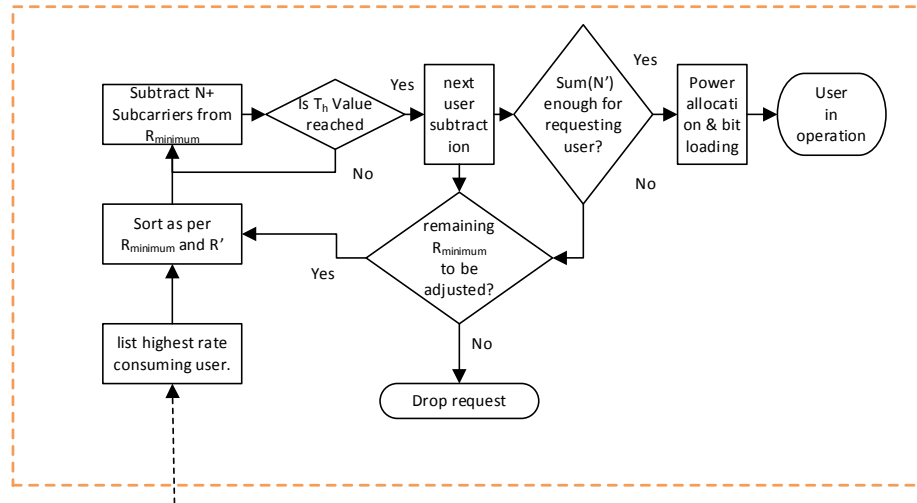 Subtract N+
Subcarriers from
Rminimum
Is Th Value
reached
Yes
No
next
user
subtract
ion
Sum(N')
enough for
requesting
user?
Yes
No
Power
allocati
on & bit
loading
User
in
operation
Sort as per
Rminimum and R'
Yes
remaining
Rminimum
to be
adjusted?
No
list highest rate
consuming user.
Drop request